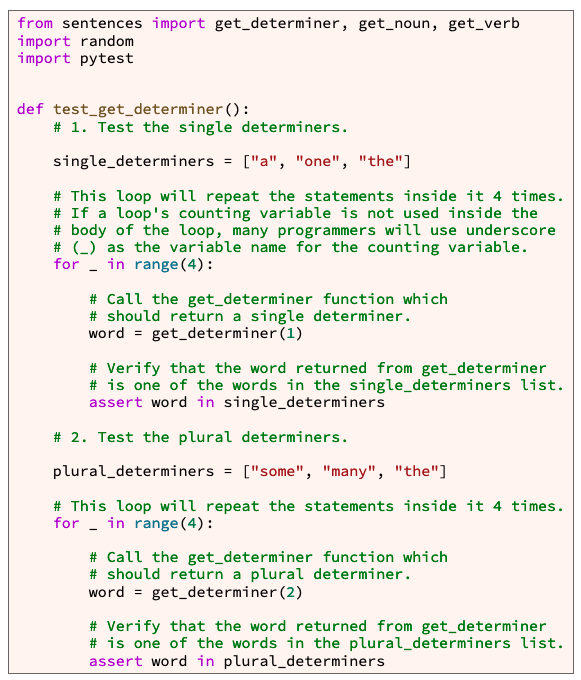 from sentences import get_determiner, get_noun, get_verb
import random
import pytest
def test_get_determiner():
    # 1. Test the single determiners.
    single_determiners = ["a", "one", "the"]
    # This loop will repeat the statements inside it 4 times.
    # If a loop's counting variable is not used inside the
    # body of the loop, many programmers will use underscore
    # (_) as the variable name for the counting variable.
    for _ in range(4):
        # Call the get_determiner function which
        # should return a single determiner.
        word = get_determiner(1)
        # Verify that the word returned from get_determiner
        # is one of the words in the single_determiners list.
        assert word in single_determiners
    # 2. Test the plural determiners.
    plural_determiners = ["some", "many", "the"]
    # This loop will repeat the statements inside it 4 times.
    for _ in range(4):
        # Call the get_determiner function which
        # should return a plural determiner.
        word = get_determiner(2)
        # Verify that the word returned from get_determiner
        # is one of the words in the plural_determiners list.
        assert word in plural_determiners